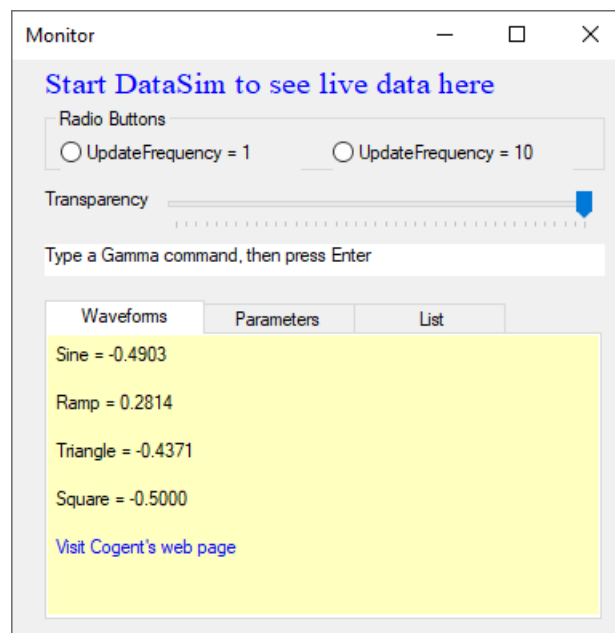 Monitor
Start DataSim to see live data here
Radio Buttons
UpdateFrequency = 1 UpdateFrequency = 10
Transparency
Type a Gamma command, then press Enter
Waveforms Parameters List
Sine = -0.4903
Ramp = 0.2814
Triangle = -0.4371
Square = -0.5000
Visit Cogent's web page